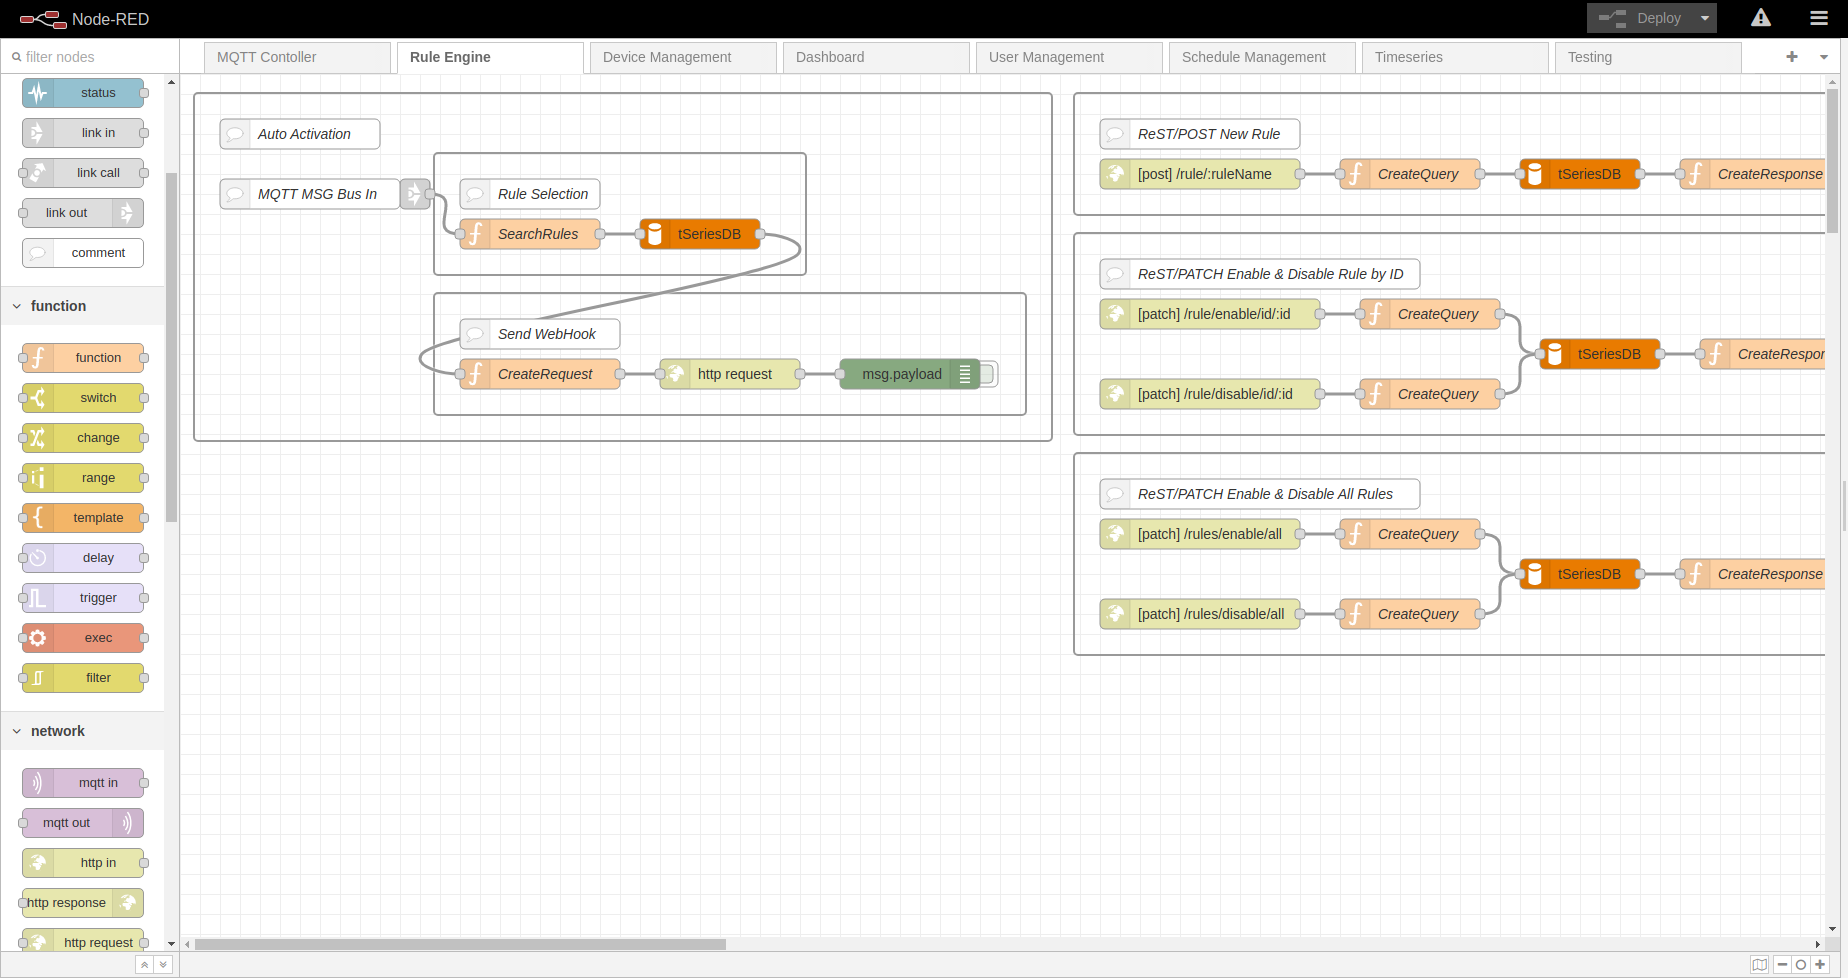 Node-RED
Deploy
filter nodes
MQTT Contoller
Rule Engine
Device Management
Dashboard
User Management
Schedule Management
Timeseries
Testing
status
link in
link call
link out
comment
function
function
switch
change
range
template
delay
trigger
exec
filter
network
mqtt in
mqtt out
http in
http response
http request
Auto Activation
MQTT MSG Bus In
Rule Selection
SearchRules
tSeriesDB
Send WebHook
CreateRequest
http request
msg.payload
ReST/POST New Rule
[post] /rule/:ruleName
CreateQuery
tSeriesDB
CreateResponse
ReST/PATCH Enable & Disable Rule by ID
[patch] /rule/enable/id/:id
CreateQuery
tSeriesDB
CreateRespor
[patch] /rule/disable/id/:id
CreateQuery
ReST/PATCH Enable & Disable All Rules
[patch] /rules/enable/all
CreateQuery
tSeriesDB
CreateResponse
[patch] /rules/disable/all
CreateQuery